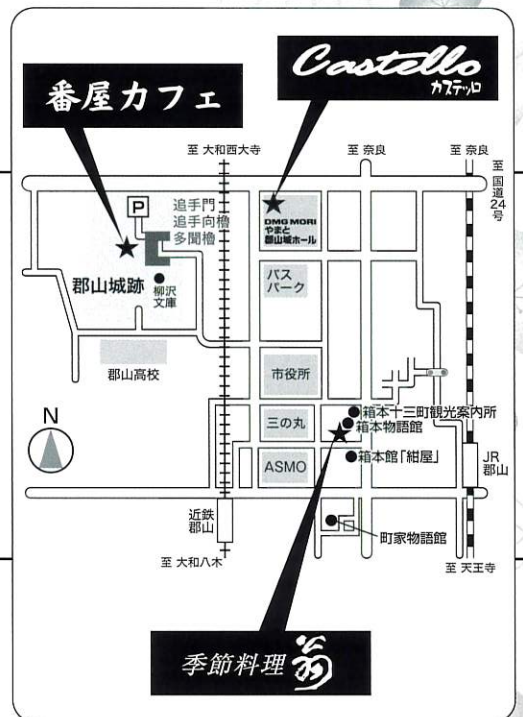 Castello
カステッロ
番屋カフェ
至 大和西大寺
至 奈良
至 奈良
至 国道24号
P
追手門
追手向櫓
多聞櫓
DMG MORI
やまと
郡山城ホール
郡山城跡
柳沢
文庫
バス
パーク
郡山高校
市役所
N
箱本十三町観光案内所
箱本物語館
三の丸
箱本館「紺屋」
ASMO
JR
郡山
近鉄
郡山
町家物語館
至 大和八木
至 天王寺
季節料理 翁